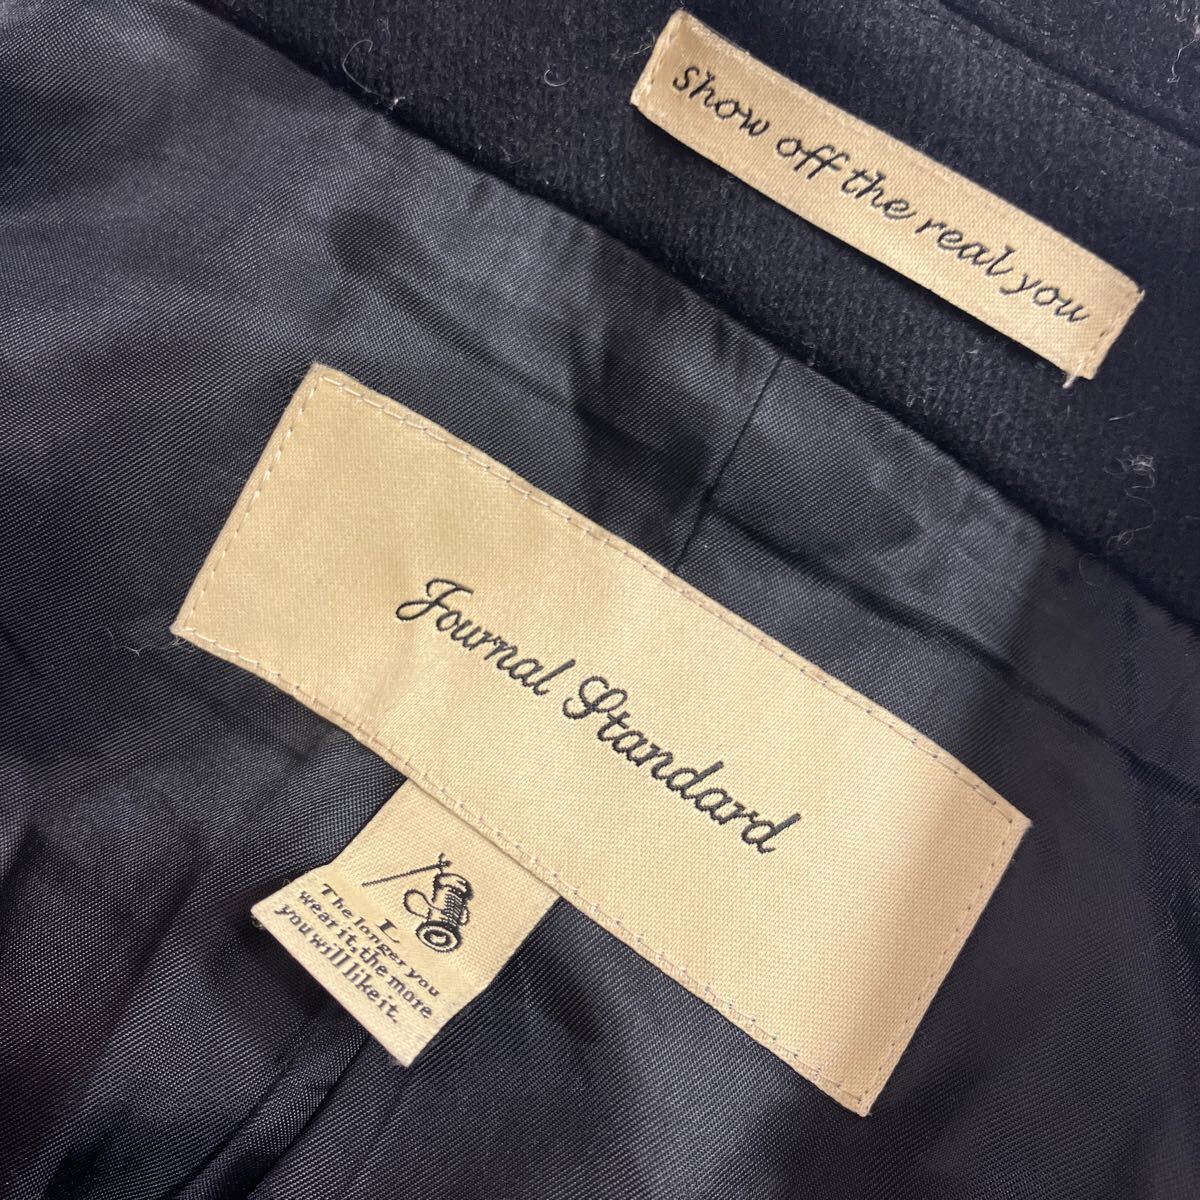 show off the real you
Journal Standard
L
The longer you
wear it, the more
you will like it.